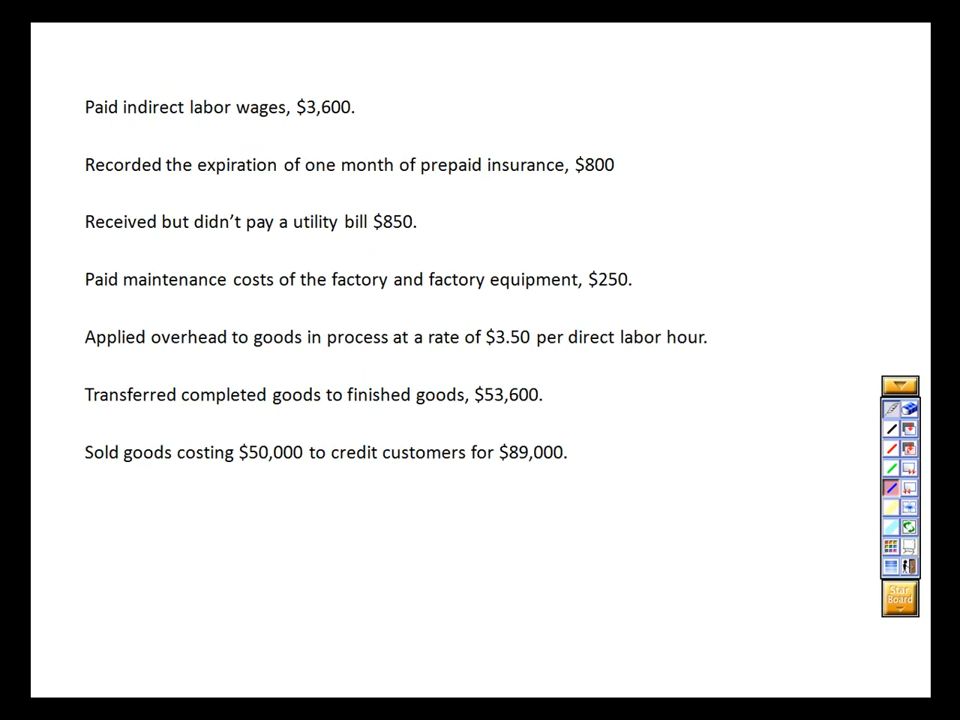 Paid indirect labor wages, $3,600.
Recorded the expiration of one month of prepaid insurance, $800
Received but didn’t pay a utility bill $850.
Paid maintenance costs of the factory and factory equipment, $250.
Applied overhead to goods in process at a rate of $3.50 per direct labor hour.
Transferred completed goods to finished goods, $53,600.
Sold goods costing $50,000 to credit customers for $89,000.
Star
Board